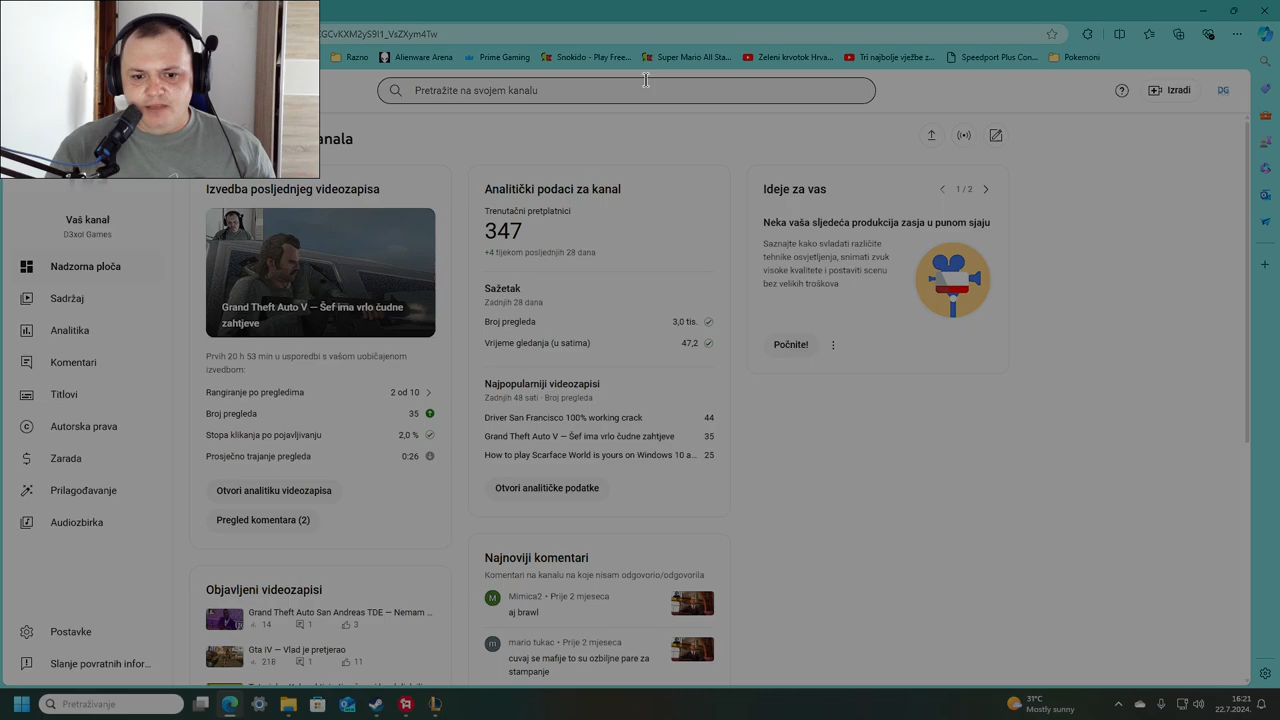 GCvKXM2yS9I1_VsZXym4Tw
Razno
Alienware Arena
Prime Gaming
Snokido - Play Free...
Super Mario All Sta...
Zeleni krvotok Hrva...
Tri najbolje vježbe z...
Speedport Plus Con...
Pokemoni
Pretražite na svojem kanalu
Izradi
DG
anala
Vaš kanal
D3xol Games
Nadzorna ploča
Sadržaj
Analitika
Komentari
Titlovi
Autorska prava
Zarada
Prilagođavanje
Audiozbirka
Postavke
Slanje povratnih infor...
Izvedba posljednjeg videozapisa
Grand Theft Auto V — Šef ima vrlo čudne
zahtjeve
Prvih 20 h 53 min u usporedbi s vašom uobičajenom
izvedbom:
Rangiranje po pregledima 2 od 10
Broj pregleda 35
Stopa klikanja po pojavljivanju 2,0 %
Prosječno trajanje pregleda 0:26
Otvori analitiku videozapisa
Pregled komentara (2)
Objavljeni videozapisi
Grand Theft Auto San Andreas TDE — Nemam ...
14 1 3
Gta IV — Vlad je pretjerao
218 1 11
Analitički podaci za kanal
Trenutačni pretplatnici
347
+4 tijekom posljednjih 28 dana
Sažetak
Zadnjih 28 dana
Broj pregleda 3,0 tis.
Vrijeme gledanja (u satima) 47,2
Najpopularniji videozapisi
Zadnjih 48 sati · Broj pregleda
Driver San Francisco 100% working crack 44
Grand Theft Auto V — Šef ima vrlo čudne zahtjeve 35
How to play Scarface World is yours on Windows 10 a... 25
Otvori analitičke podatke
Najnoviji komentari
Komentari na kanalu na koje nisam odgovorio/odgovorila
M
Mimica2 • Prije 2 mjeseca
aj brawl
m
mario tukac • Prije 2 mjeseca
cuvaj se mafije to su ozbiljne pare za
stampanje
Ideje za vas
1 / 2
Neka vaša sljedeća produkcija zasja u punom sjaju
Saznajte kako svladati različite
tehnike osvjetljenja, snimati zvuk
visoke kvalitete i postaviti scenu
bez velikih troškova
Počnite!
Pretraživanje
31°C
Mostly sunny
16:21
22.7.2024.